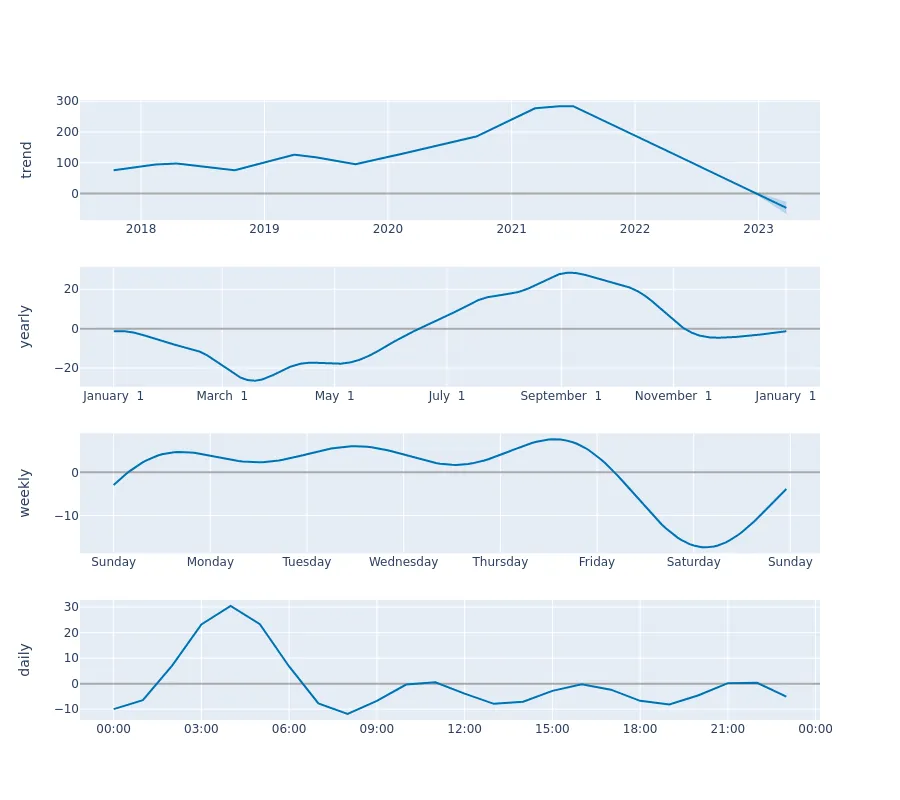 trend
300
200
100
0
2018 2019 2020 2021 2022 2023
yearly
20
0
−20
January 1 March 1 May 1 July 1 September 1 November 1 January 1
weekly
0
−10
Sunday Monday Tuesday Wednesday Thursday Friday Saturday Sunday
daily
30
20
10
0
−10
00:00 03:00 06:00 09:00 12:00 15:00 18:00 21:00 00:00